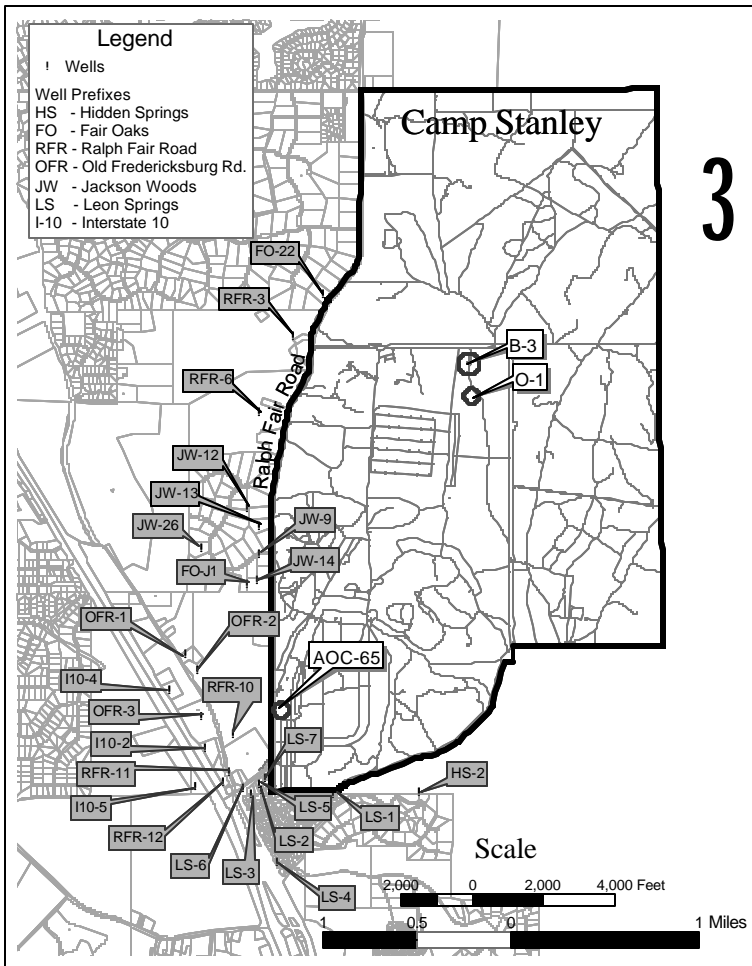 Legend
! Wells
Well Prefixes
HS - Hidden Springs
FO - Fair Oaks
RFR - Ralph Fair Road
OFR - Old Fredericksburg Rd.
JW - Jackson Woods
LS - Leon Springs
I-10 - Interstate 10
Camp Stanley
3
FO-22
RFR-3
B-3
O-1
RFR-6
Ralph Fair Road
JW-12
JW-13
JW-26
JW-9
FO-J1
JW-14
OFR-1
OFR-2
AOC-65
I10-4
RFR-10
OFR-3
I10-2
LS-7
RFR-11
HS-2
I10-5
LS-5
LS-1
RFR-12
LS-2
LS-6
LS-3
LS-4
Scale
2,000 0 2,000 4,000 Feet
1 0.5 0 1 Miles